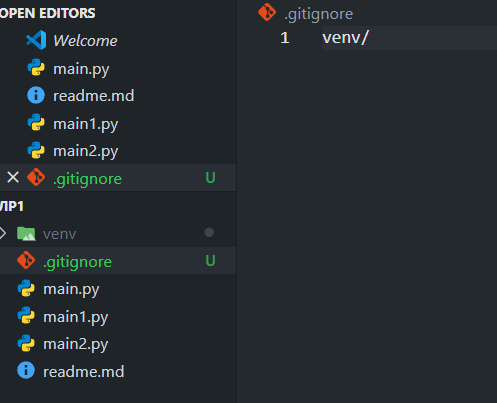 OPEN EDITORS
Welcome
main.py
readme.md
main1.py
main2.py
.gitignore U
VIP1
venv
.gitignore U
main.py
main1.py
main2.py
readme.md
.gitignore
1 venv/